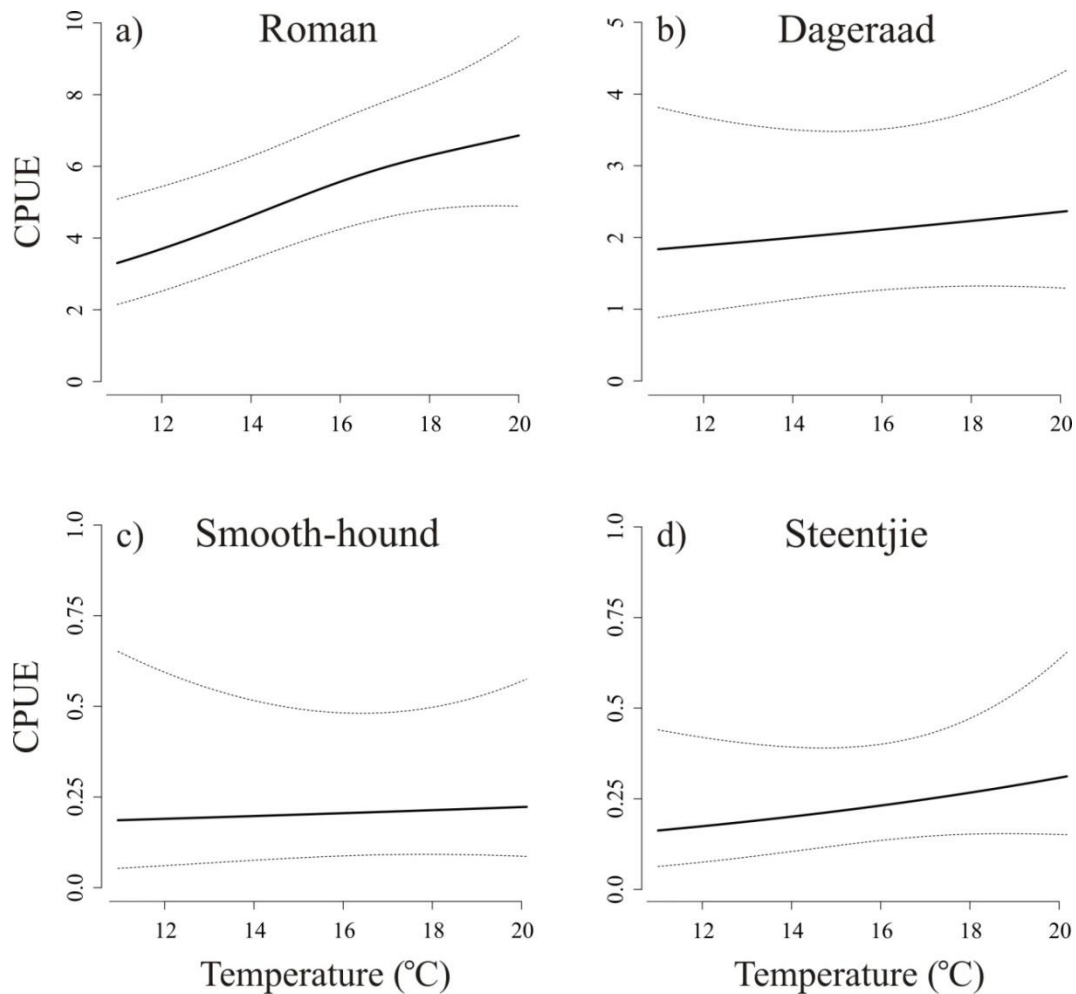 a) Roman
CPUE
0 2 4 6 8 10
12 14 16 18 20
b) Dageraad
0 1 2 3 4 5
12 14 16 18 20
c) Smooth-hound
CPUE
0.0 0.25 0.5 0.75 1.0
12 14 16 18 20
Temperature (°C)
d) Steentjie
0.0 0.25 0.5 0.75 1.0
12 14 16 18 20
Temperature (°C)